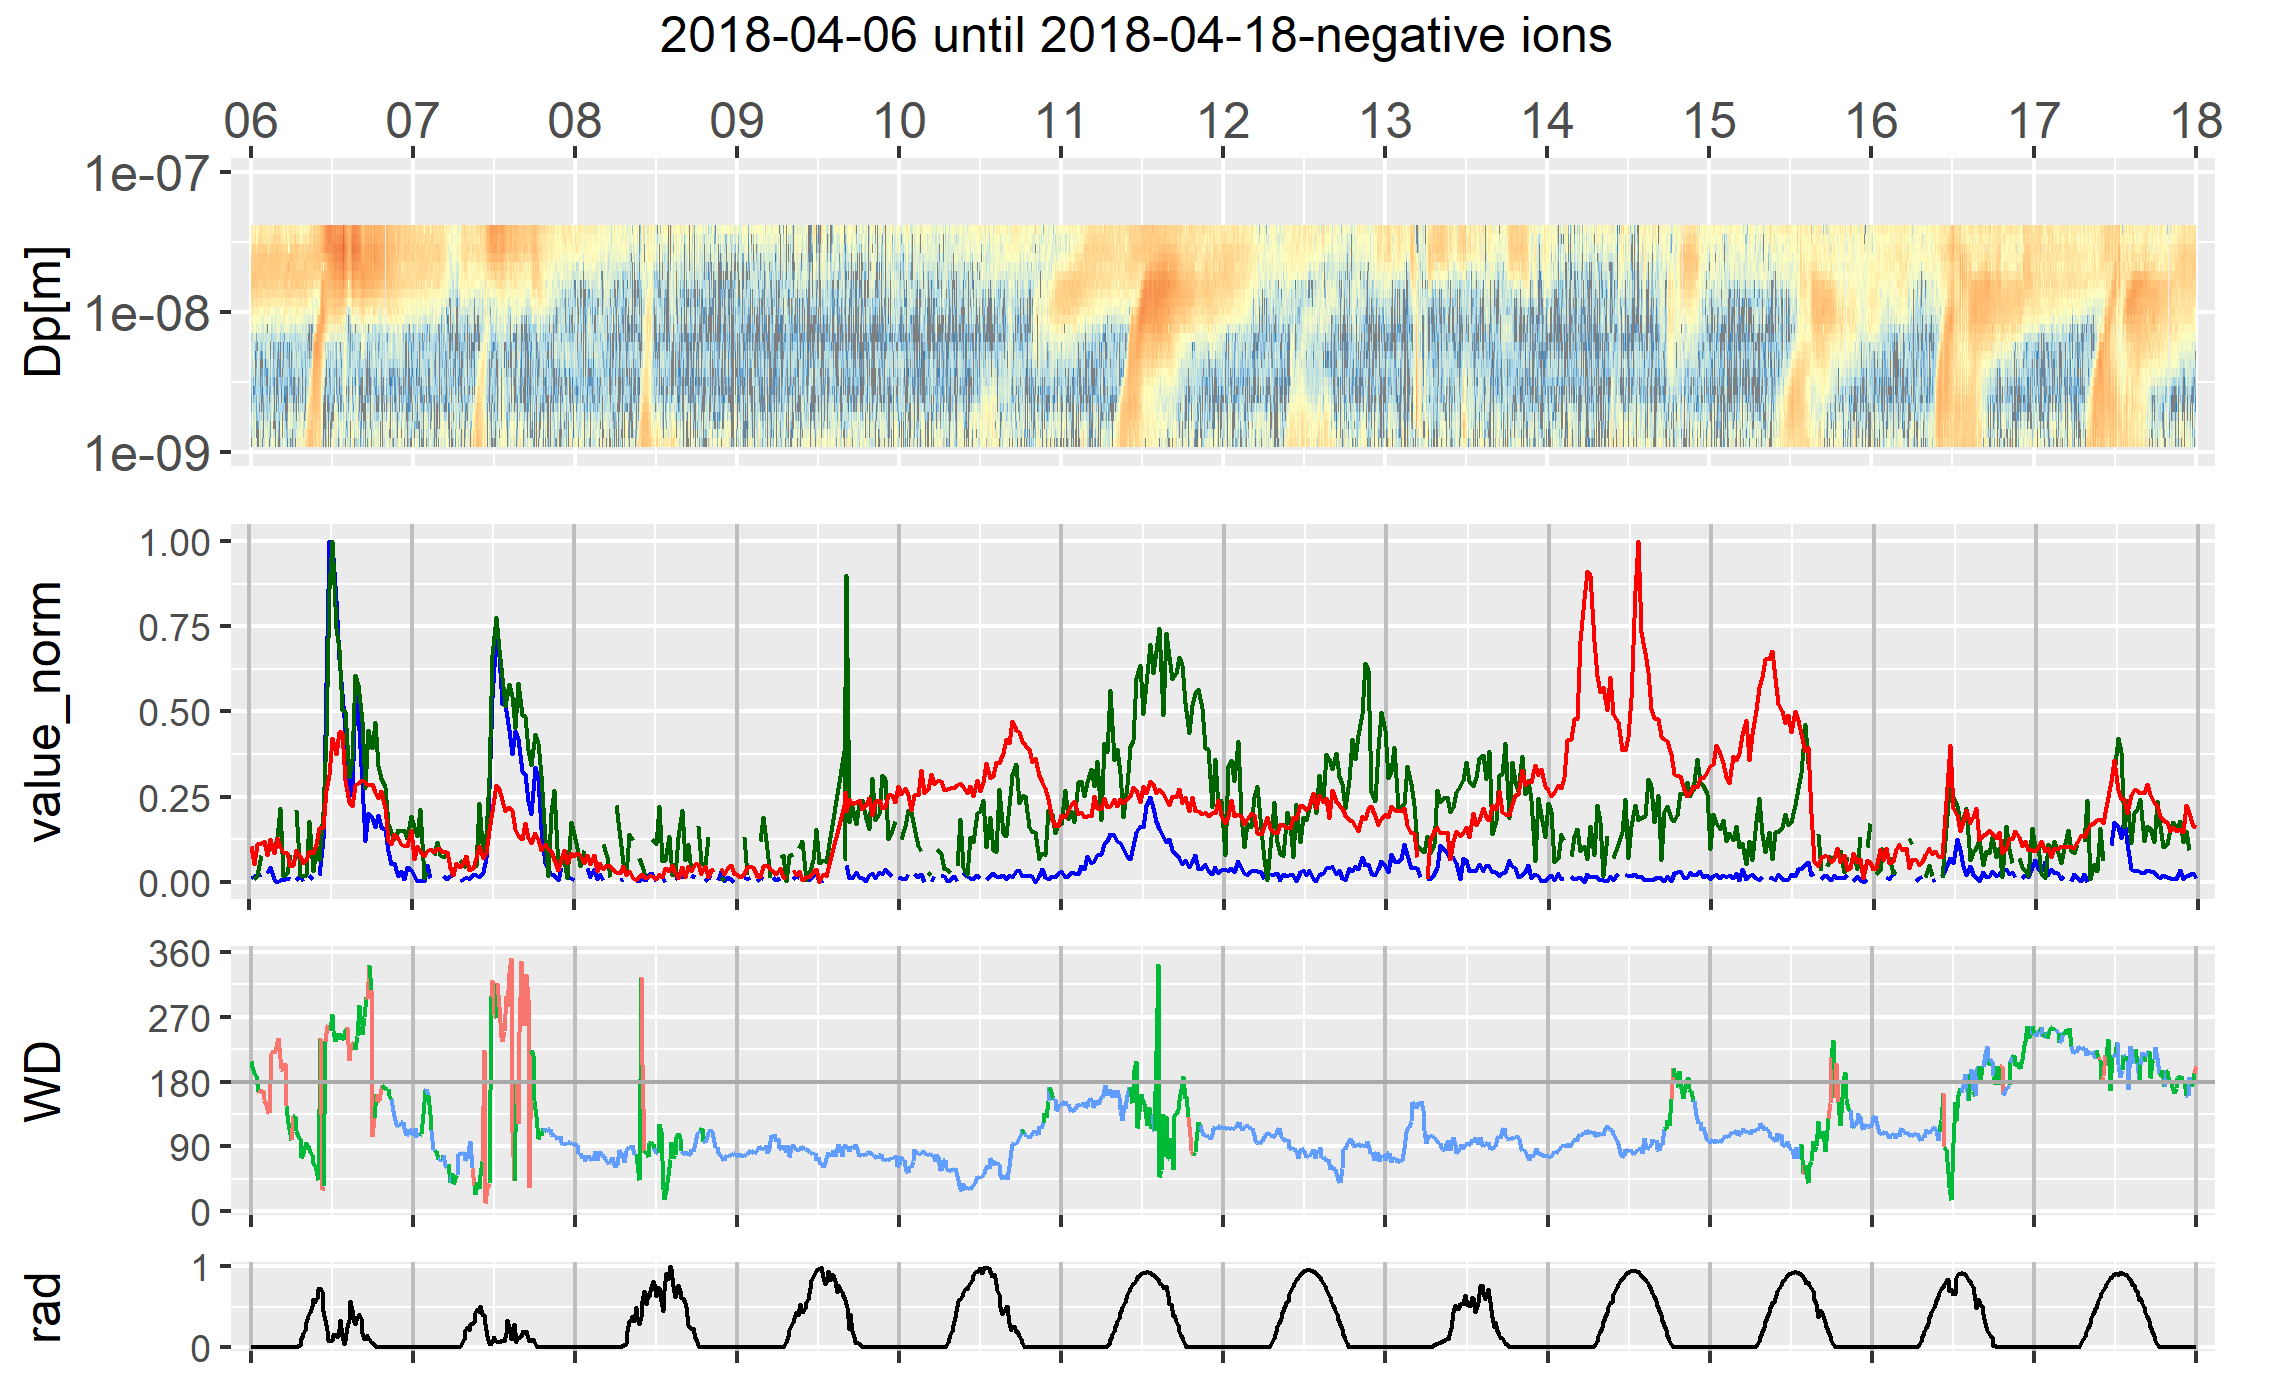 2018-04-06 until 2018-04-18-negative ions
06 07 08 09 10 11 12 13 14 15 16 17 18
1e-07
1e-08
1e-09
Dp[m]
1.00
0.75
0.50
0.25
0.00
value_norm
360
270
180
90
0
WD
1
0
rad